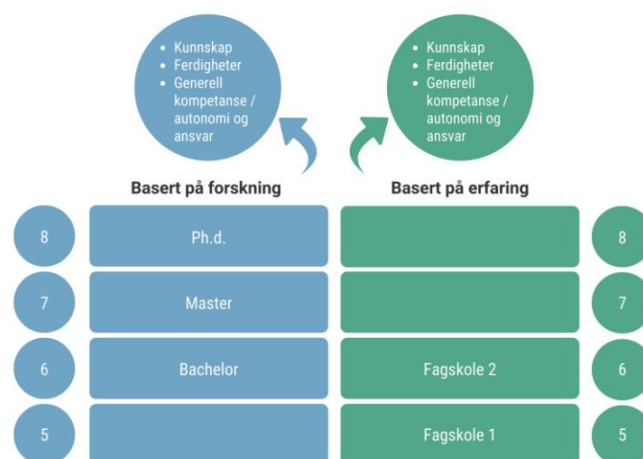 • Kunnskap
• Ferdigheter
• Generell
kompetanse /
autonomi og
ansvar
• Kunnskap
• Ferdigheter
• Generell
kompetanse /
autonomi og
ansvar
Basert på forskning
Basert på erfaring
8
Ph.d.
8
7
Master
7
6
Bachelor
Fagskole 2
6
5
Fagskole 1
5